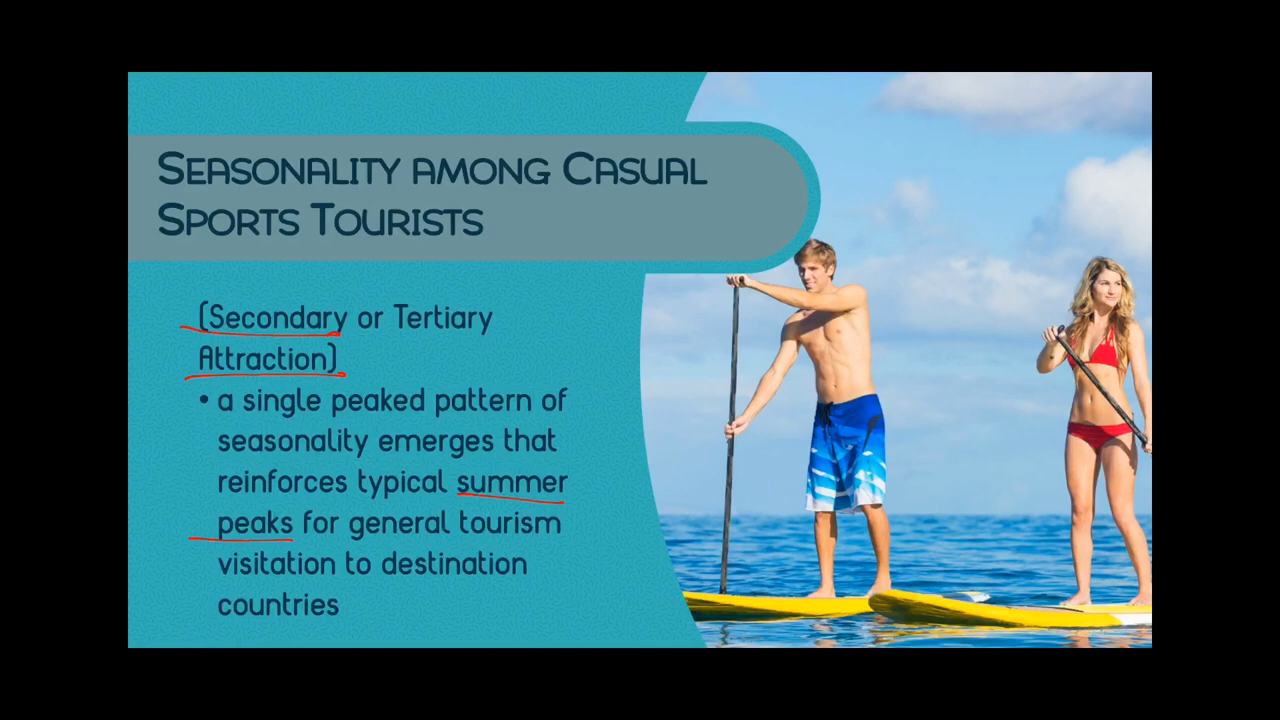 SEASONALITY AMONG CASUAL
SPORTS TOURISTS
(Secondary or Tertiary
Attraction)
• a single peaked pattern of
seasonality emerges that
reinforces typical summer
peaks for general tourism
visitation to destination
countries